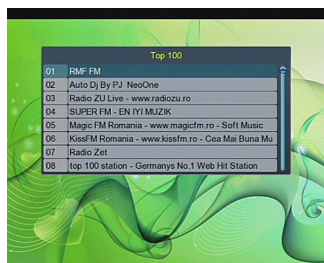 Top 100
01 RMF FM
02 Auto Dj By PJ NeoOne
03 Radio ZU Live - www.radiozu.ro
04 SUPER FM - EN IYI MUZIK
05 Magic FM Romania - www.magicfm.ro - Soft Music
06 KissFM Romania - www.kissfm.ro - Cea Mai Buna Mu
07 Radio Zet
08 top 100 station - Germanys No.1 Web Hit Station